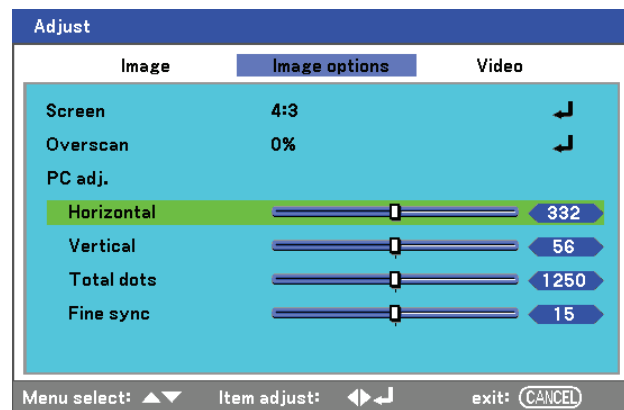 Adjust
Image Image options Video
Screen 4:3
Overscan 0%
PC adj.
Horizontal 332
Vertical 56
Total dots 1250
Fine sync 15
Menu select: ▲▼ Item adjust: ◀▶↵ exit: CANCEL